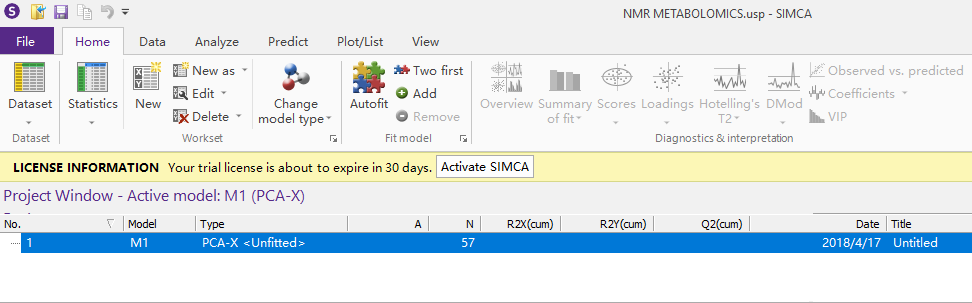 S
NMR METABOLOMICS.usp - SIMCA
File Home Data Analyze Predict Plot/List View
Dataset
Statistics
New
New as
Edit
Delete
Change
model type
Autofit
Two first
Add
Remove
Overview
Summary
of fit
Scores
Loadings
Hotelling's
T2
DMod
Observed vs. predicted
Coefficients
VIP
Dataset Workset Fit model Diagnostics & interpretation
LICENSE INFORMATION Your trial license is about to expire in 30 days. Activate SIMCA
Project Window - Active model: M1 (PCA-X)
No. Model Type A N R2X(cum) R2Y(cum) Q2(cum) Date Title
1 M1 PCA-X <Unfitted> 57 2018/4/17 Untitled